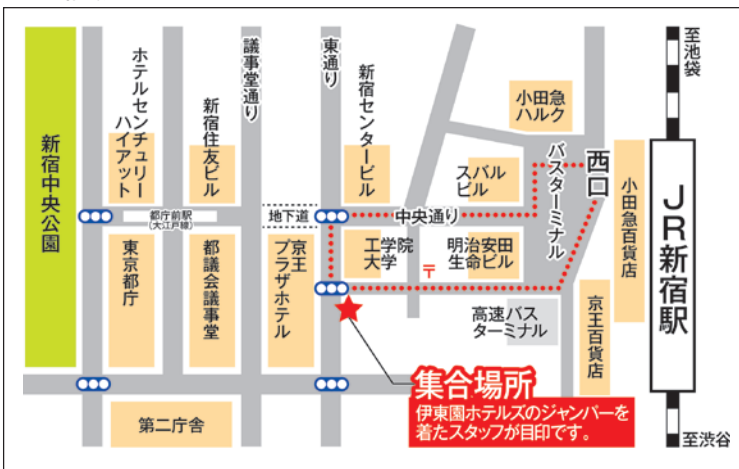 新宿中央公園
ホテルセンチュリー
ハイアット
新宿住友ビル
議事堂通り
東通り
新宿センタービル
小田急
ハルク
至池袋
スバル
ビル
バスターミナル
西口
小田急百貨店
JR新宿駅
都庁前駅
(大江戸線)
地下道
中央通り
東京都庁
都議会議事堂
京王
プラザホテル
工学院
大学
〒
明治安田
生命ビル
高速バス
ターミナル
京王百貨店
集合場所
伊東園ホテルズのジャンバーを
着たスタッフが目印です。
第二庁舎
至渋谷